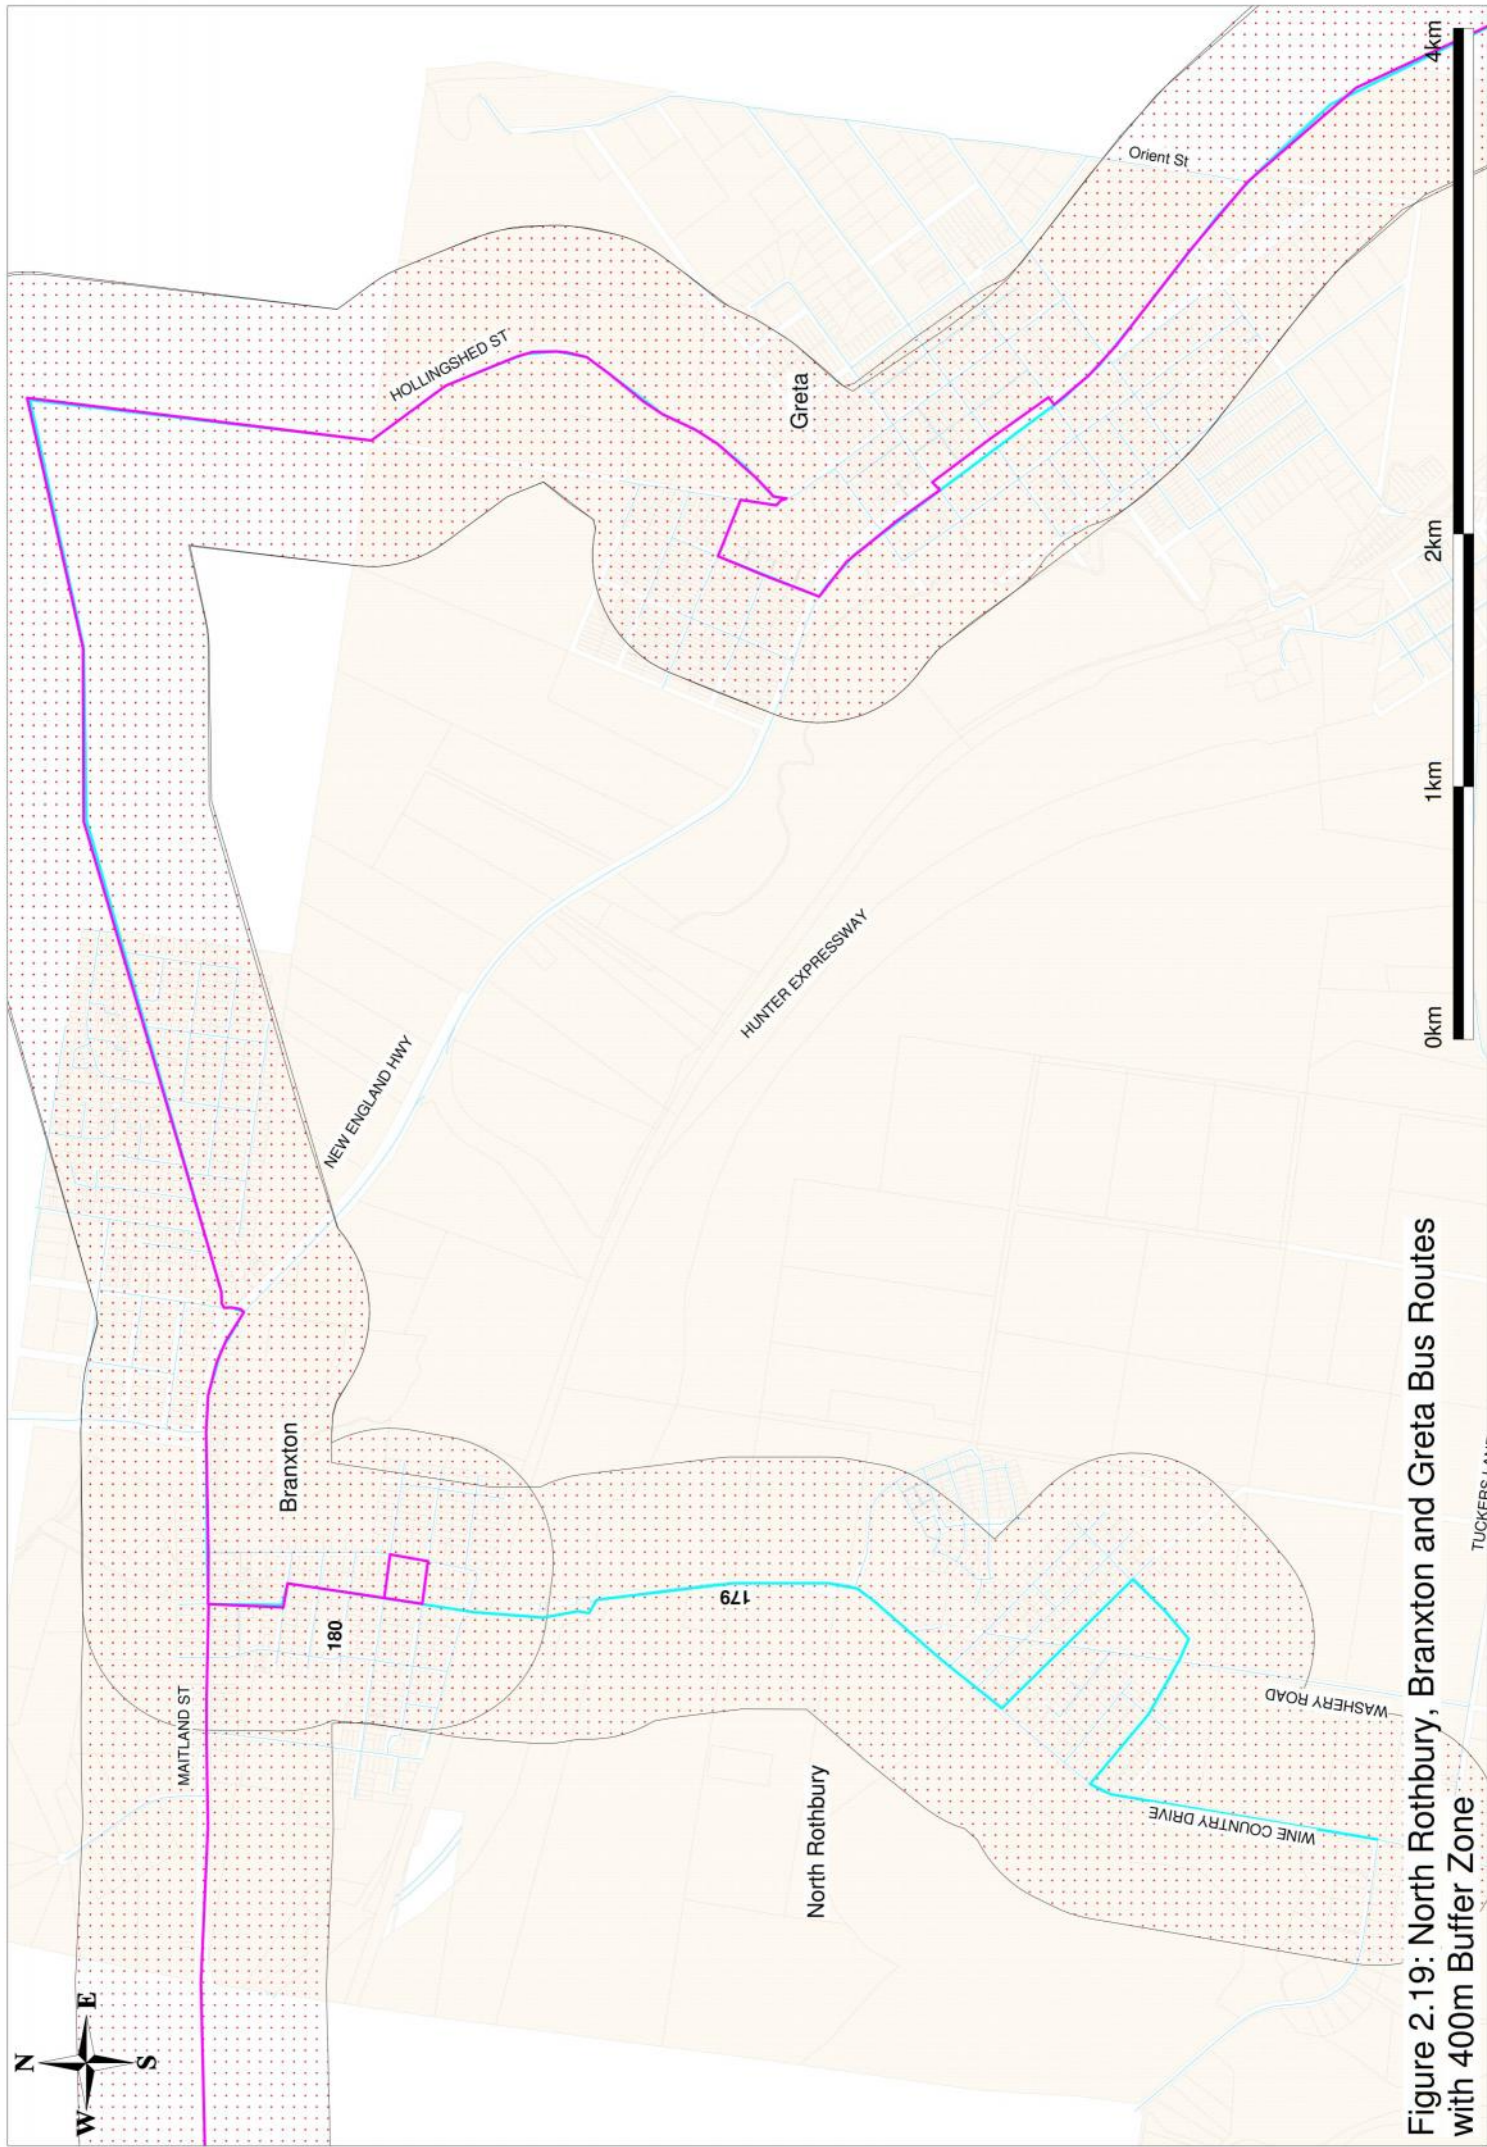 N
W
E
S
MAITLAND ST
Branxton
180
NEW ENGLAND HWY
HOLLINGSHED ST
Greta
Orient St
HUNTER EXPRESSWAY
179
North Rothbury
WINE COUNTRY DRIVE
WASHERY ROAD
Figure 2.19: North Rothbury, Branxton and Greta Bus Routes
with 400m Buffer Zone
0km
1km
2km
4km